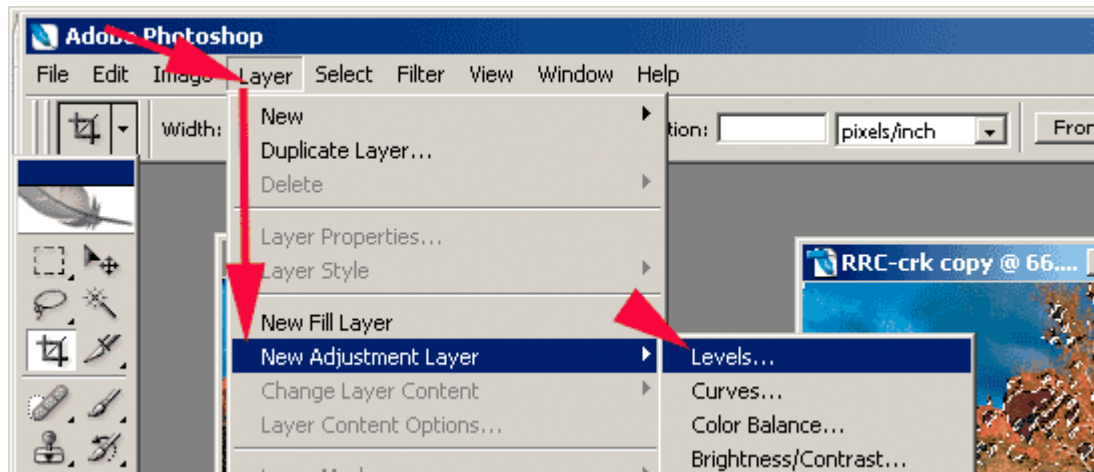 Adobe Photoshop
File Edit Image Layer Select Filter View Window Help
Width: tion: pixels/inch Fron
New
Duplicate Layer...
Delete
Layer Properties...
Layer Style
RRC-crk copy @ 66....
New Fill Layer
New Adjustment Layer Levels...
Change Layer Content Curves...
Layer Content Options... Color Balance...
Brightness/Contrast...